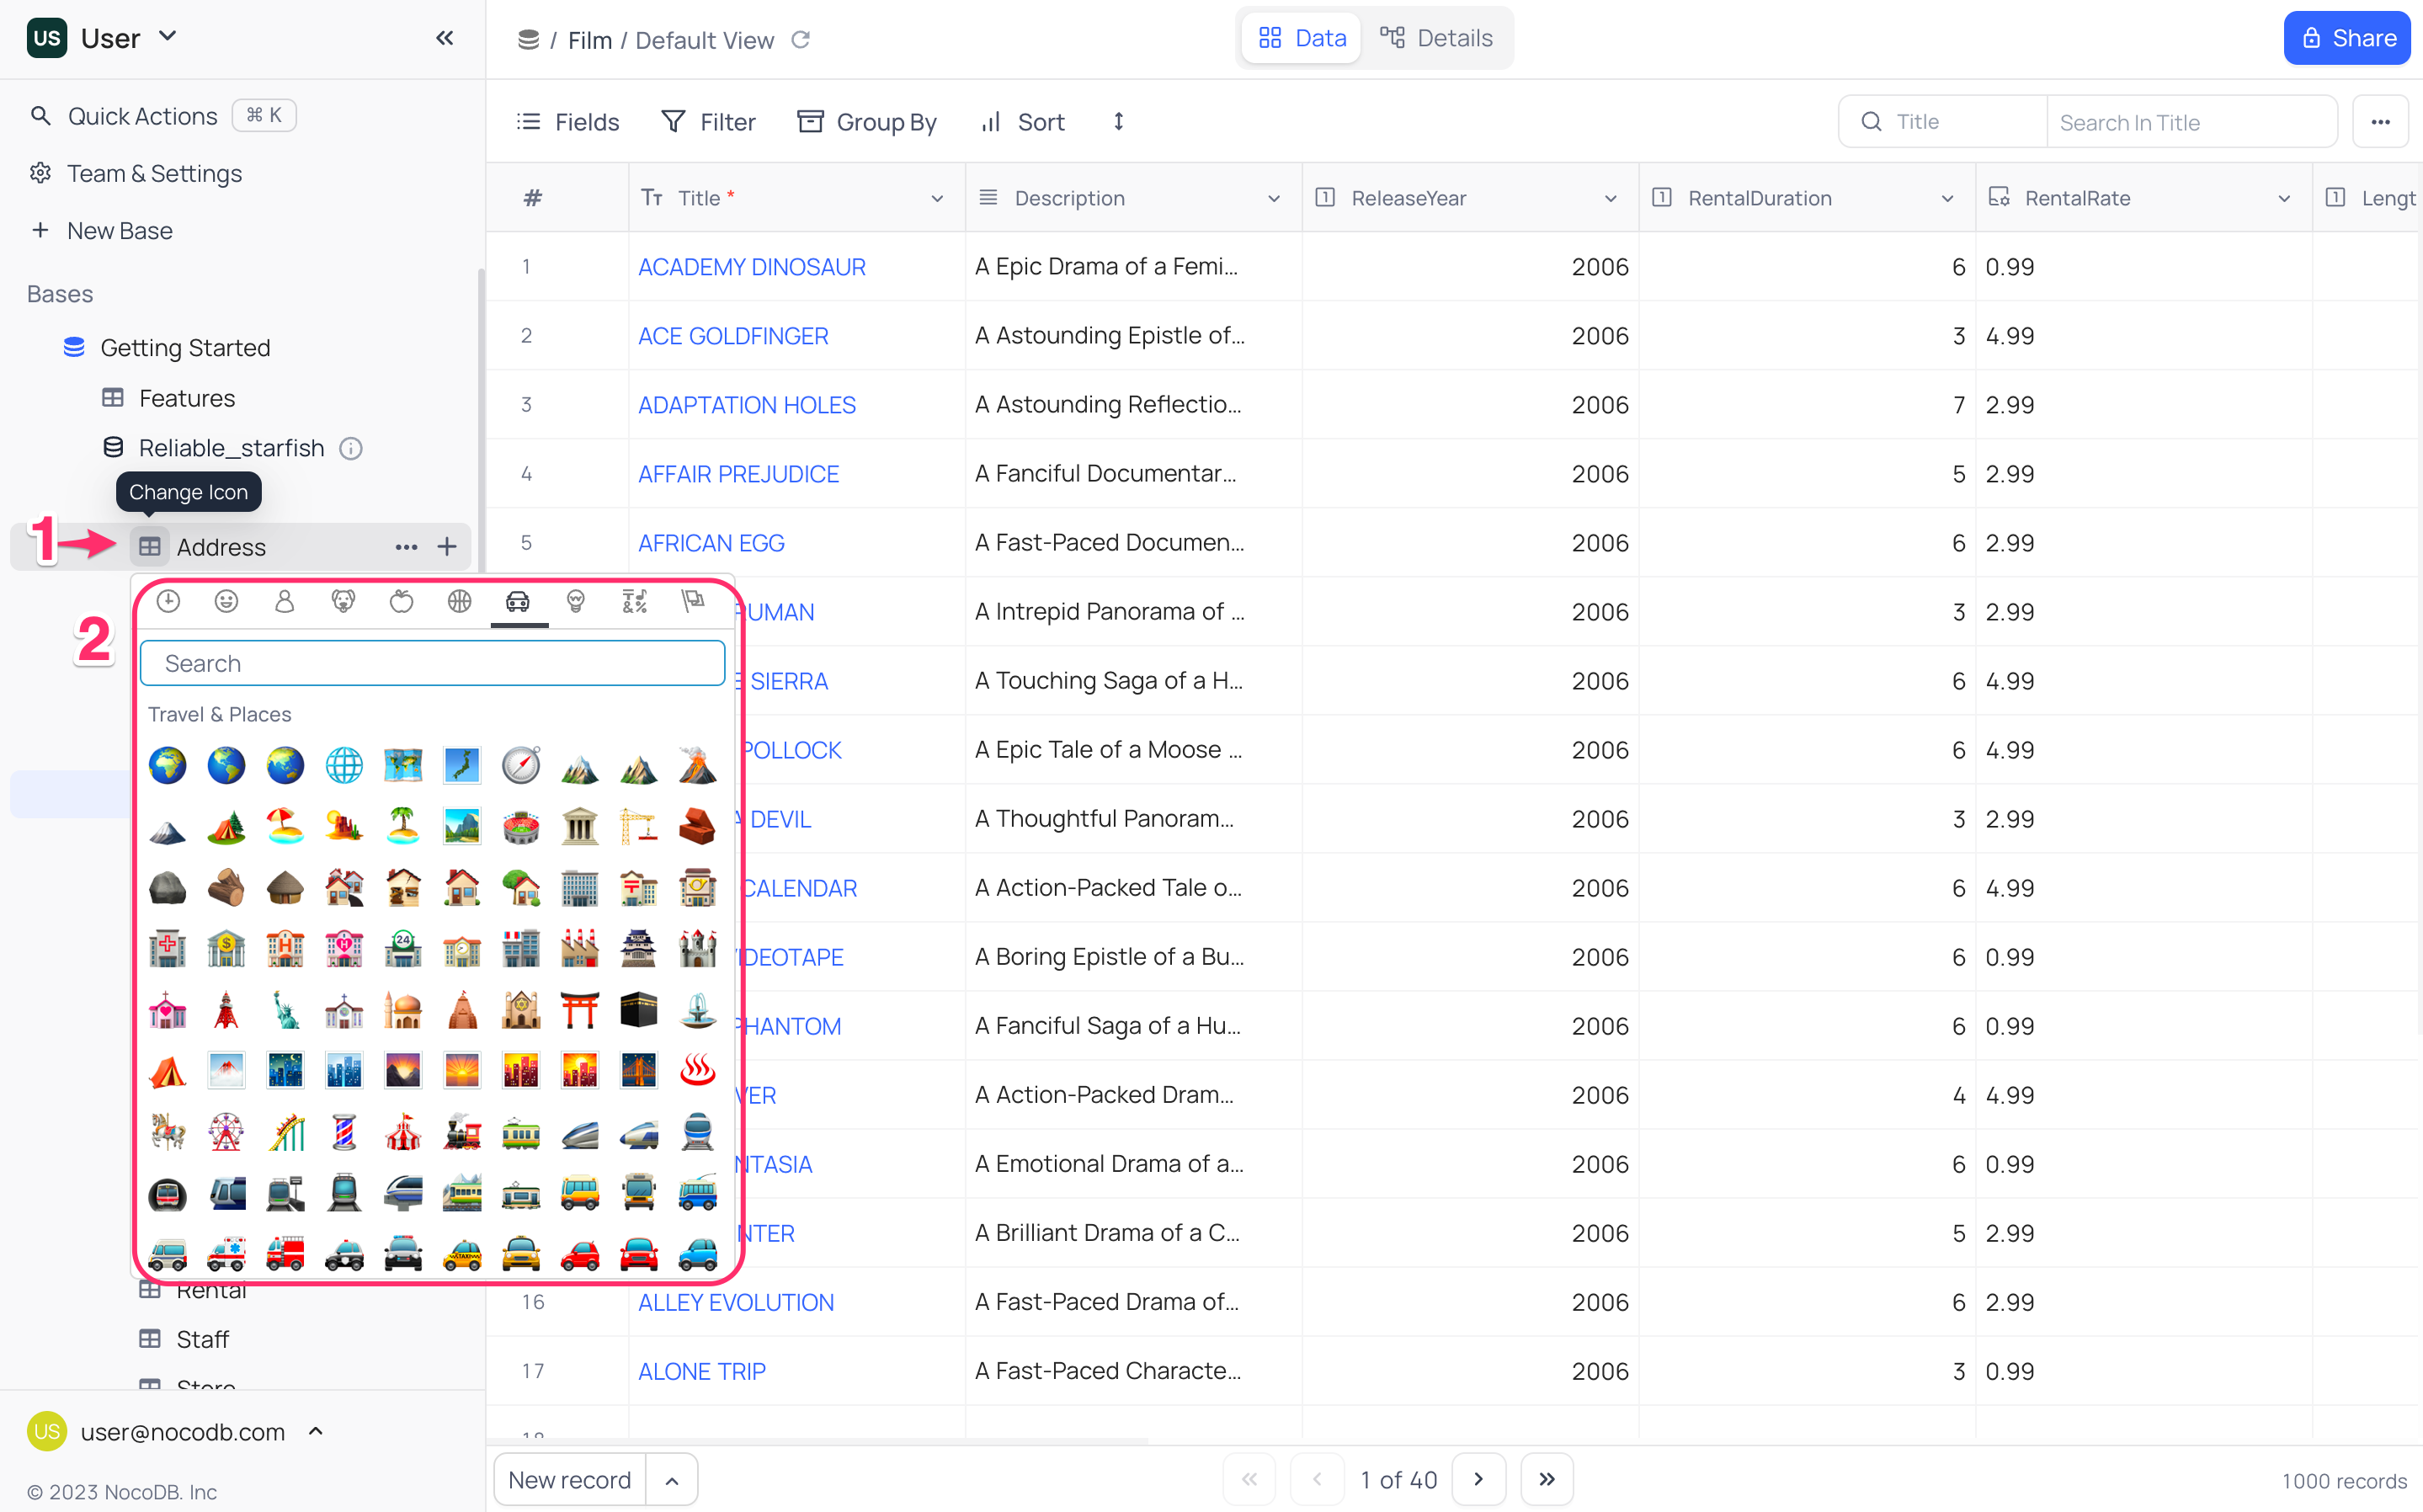 US User
/ Film / Default View
Data Details
Share
Quick Actions ⌘ K
Team & Settings
New Base
Bases
Getting Started
Features
Reliable_starfish
Change Icon
1
Address
2
Search
Travel & Places
Rental
Staff
Store
US user@nocodb.com
© 2023 NocoDB. Inc
Fields Filter Group By Sort
Title Search In Title
# Title * Description ReleaseYear RentalDuration RentalRate Lengt
1 ACADEMY DINOSAUR A Epic Drama of a Femi... 2006 6 0.99
2 ACE GOLDFINGER A Astounding Epistle of... 2006 3 4.99
3 ADAPTATION HOLES A Astounding Reflectio... 2006 7 2.99
4 AFFAIR PREJUDICE A Fanciful Documentar... 2006 5 2.99
5 AFRICAN EGG A Fast-Paced Documen... 2006 6 2.99
RUMAN A Intrepid Panorama of ... 2006 3 2.99
SIERRA A Touching Saga of a H... 2006 6 4.99
POLLOCK A Epic Tale of a Moose ... 2006 6 4.99
DEVIL A Thoughtful Panoram... 2006 3 2.99
CALENDAR A Action-Packed Tale o... 2006 6 4.99
VIDEOTAPE A Boring Epistle of a Bu... 2006 6 0.99
PHANTOM A Fanciful Saga of a Hu... 2006 6 0.99
VER A Action-Packed Dram... 2006 4 4.99
NTASIA A Emotional Drama of a... 2006 6 0.99
NTER A Brilliant Drama of a C... 2006 5 2.99
16 ALLEY EVOLUTION A Fast-Paced Drama of... 2006 6 2.99
17 ALONE TRIP A Fast-Paced Characte... 2006 3 0.99
18
New record
1 of 40
1000 records